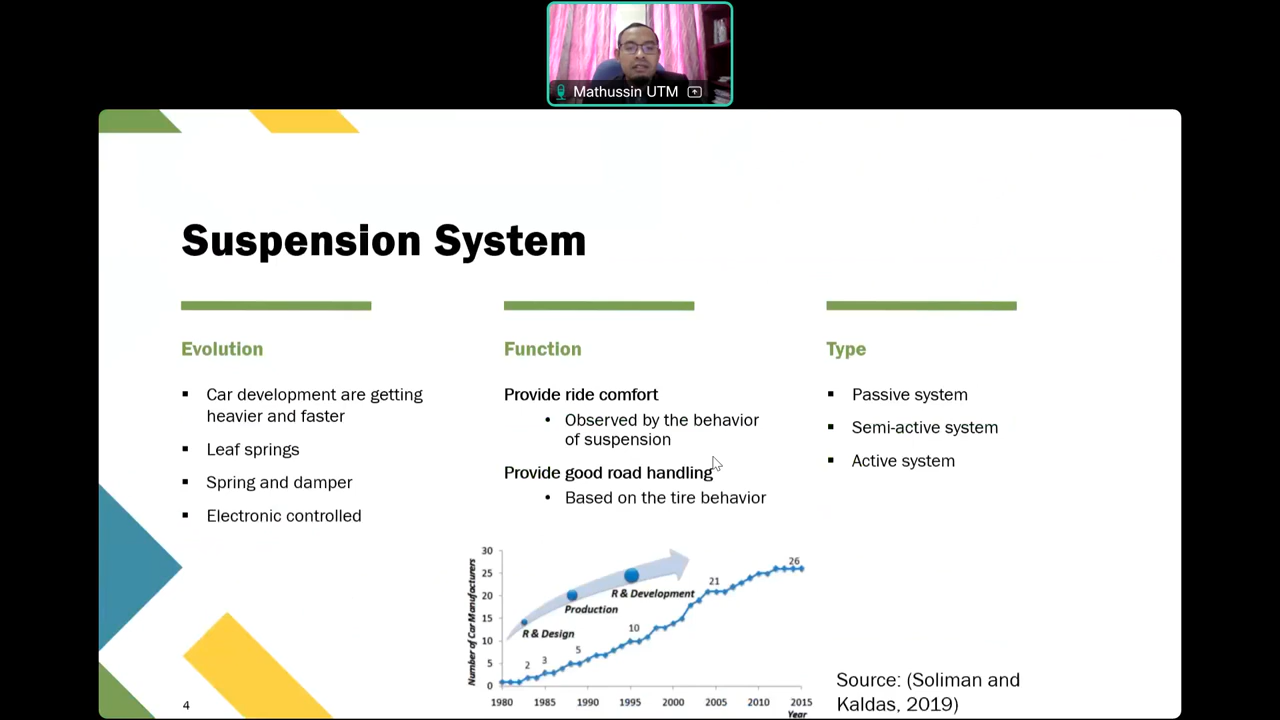 Mathussin UTM
Suspension System
Evolution
▪ Car development are getting
heavier and faster
▪ Leaf springs
▪ Spring and damper
▪ Electronic controlled
Function
Provide ride comfort
• Observed by the behavior
of suspension
Provide good road handling
• Based on the tire behavior
Type
▪ Passive system
▪ Semi-active system
▪ Active system
Number of Car Manufacturers
30
25
20
15
10
5
0
R & Design
Production
R & Development
2
3
5
10
21
26
1980 1985 1990 1995 2000 2005 2010 2015
Year
Source: (Soliman and
Kaldas, 2019)
4